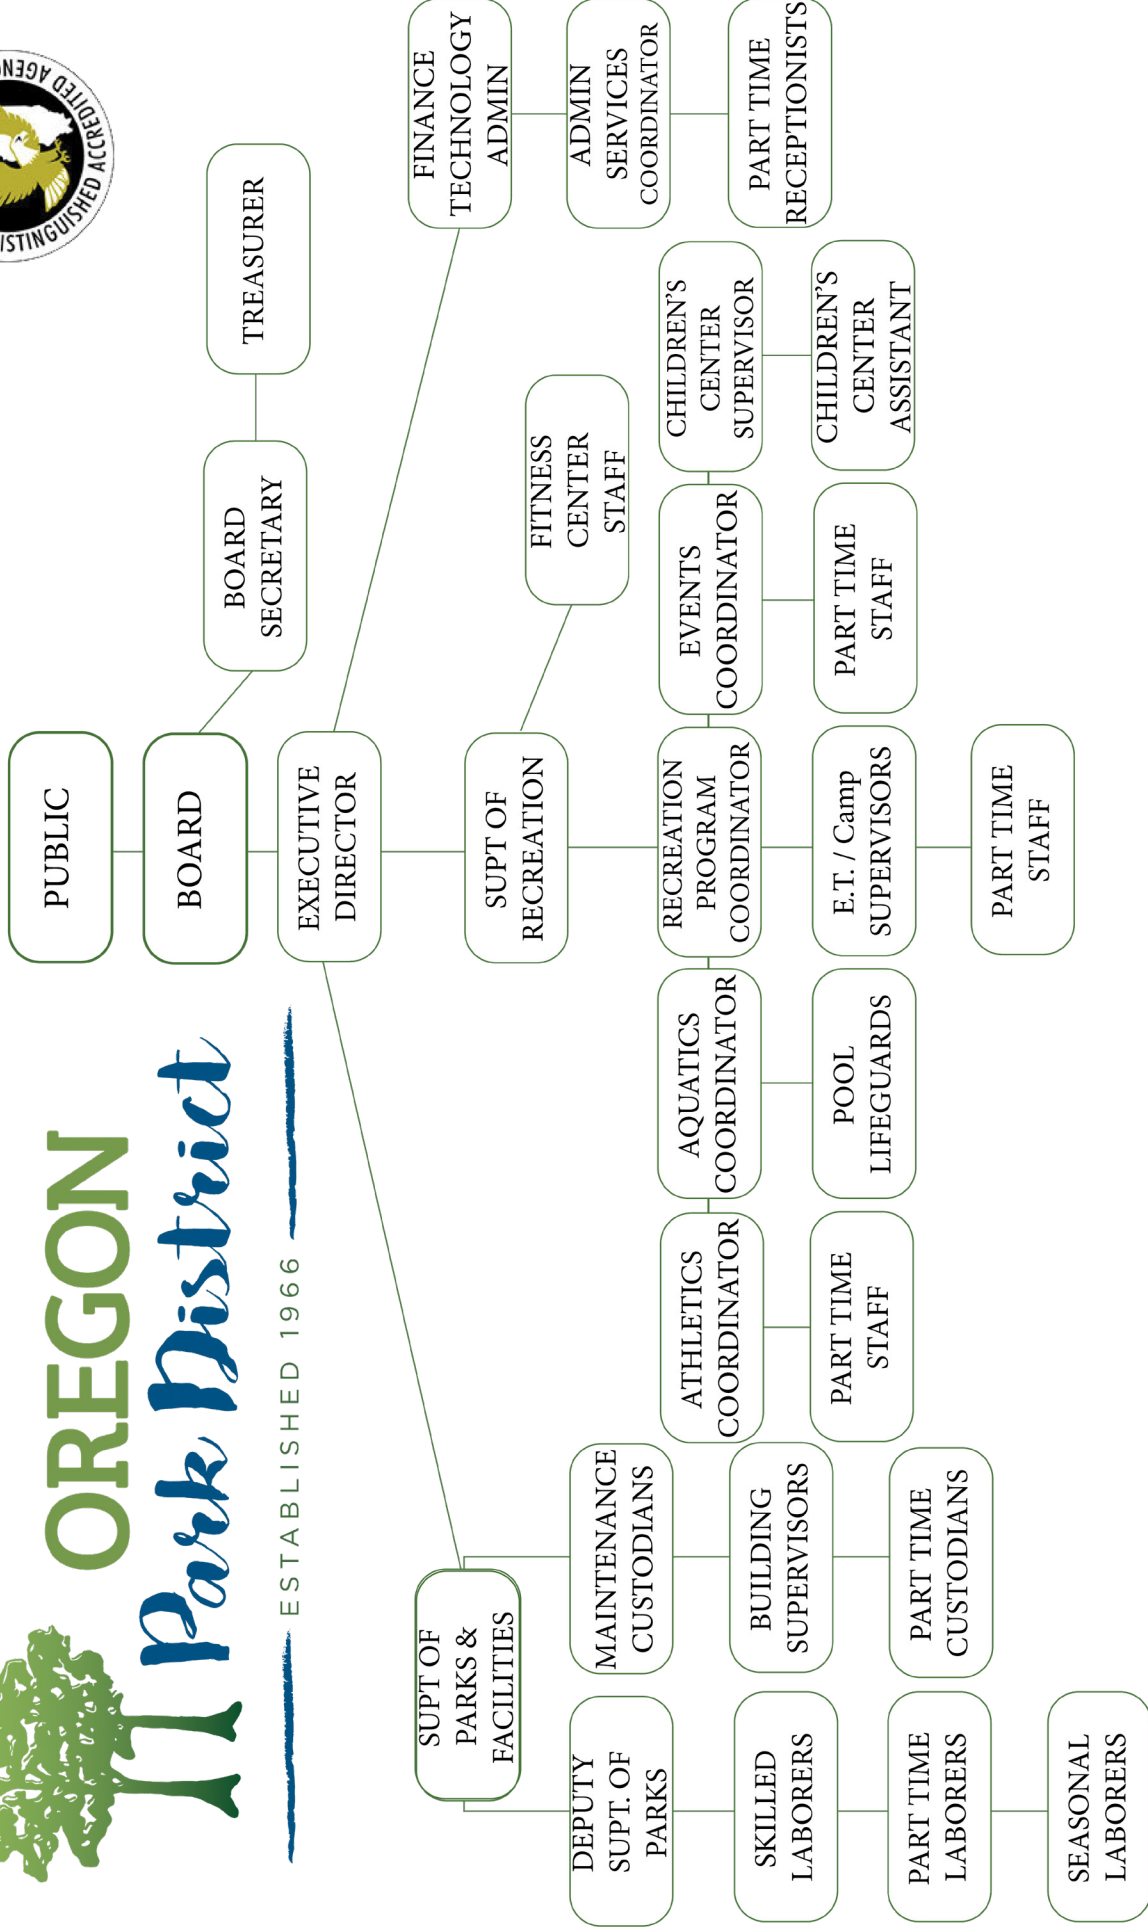 OREGON
Park District
ESTABLISHED 1966
DISTINGUISHED ACCREDITED
PUBLIC
BOARD
BOARD
SECRETARY
TREASURER
EXECUTIVE
DIRECTOR
SUPT OF
PARKS &
FACILITIES
SUPT OF
RECREATION
FINANCE
TECHNOLOGY
ADMIN
FITNESS
CENTER
STAFF
DEPUTY
SUPT. OF
PARKS
MAINTENANCE
CUSTODIANS
ADMIN
SERVICES
COORDINATOR
ATHLETICS
COORDINATOR
AQUATICS
COORDINATOR
RECREATION
PROGRAM
COORDINATOR
EVENTS
COORDINATOR
CHILDREN'S
CENTER
SUPERVISOR
SKILLED
LABORERS
BUILDING
SUPERVISORS
PART TIME
RECEPTIONISTS
PART TIME
STAFF
POOL
LIFEGUARDS
E.T. / Camp
SUPERVISORS
PART TIME
STAFF
CHILDREN'S
CENTER
ASSISTANT
PART TIME
LABORERS
PART TIME
CUSTODIANS
PART TIME
STAFF
SEASONAL
LABORERS